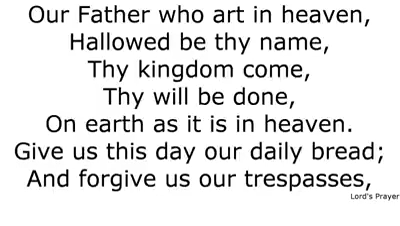 Our Father who art in heaven,
Hallowed be thy name,
Thy kingdom come,
Thy will be done,
On earth as it is in heaven.
Give us this day our daily bread;
And forgive us our trespasses,
Lord's Prayer